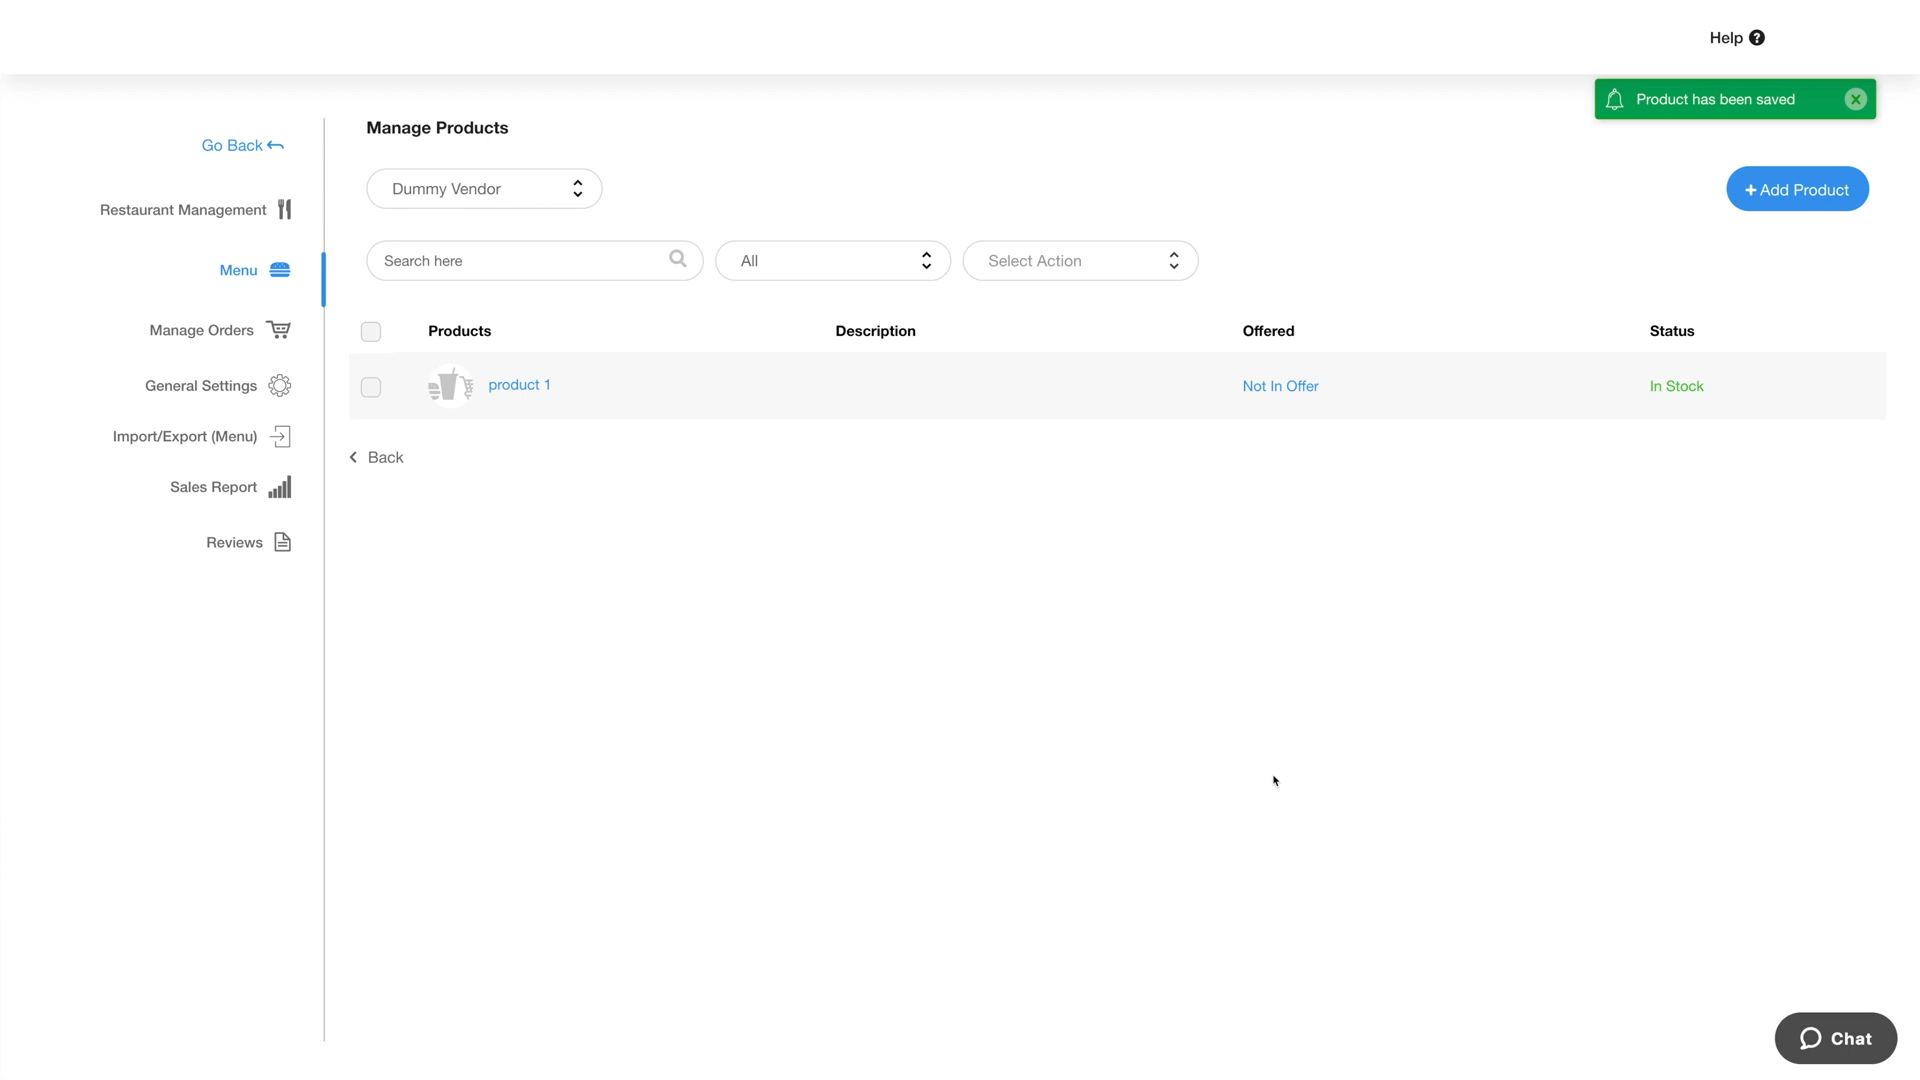 Help
Product has been saved
Go Back
Restaurant Management
Menu
Manage Orders
General Settings
Import/Export (Menu)
Sales Report
Reviews
Manage Products
Dummy Vendor
+ Add Product
Search here
All
Select Action
Products Description Offered Status
product 1 Not In Offer In Stock
Back
Chat